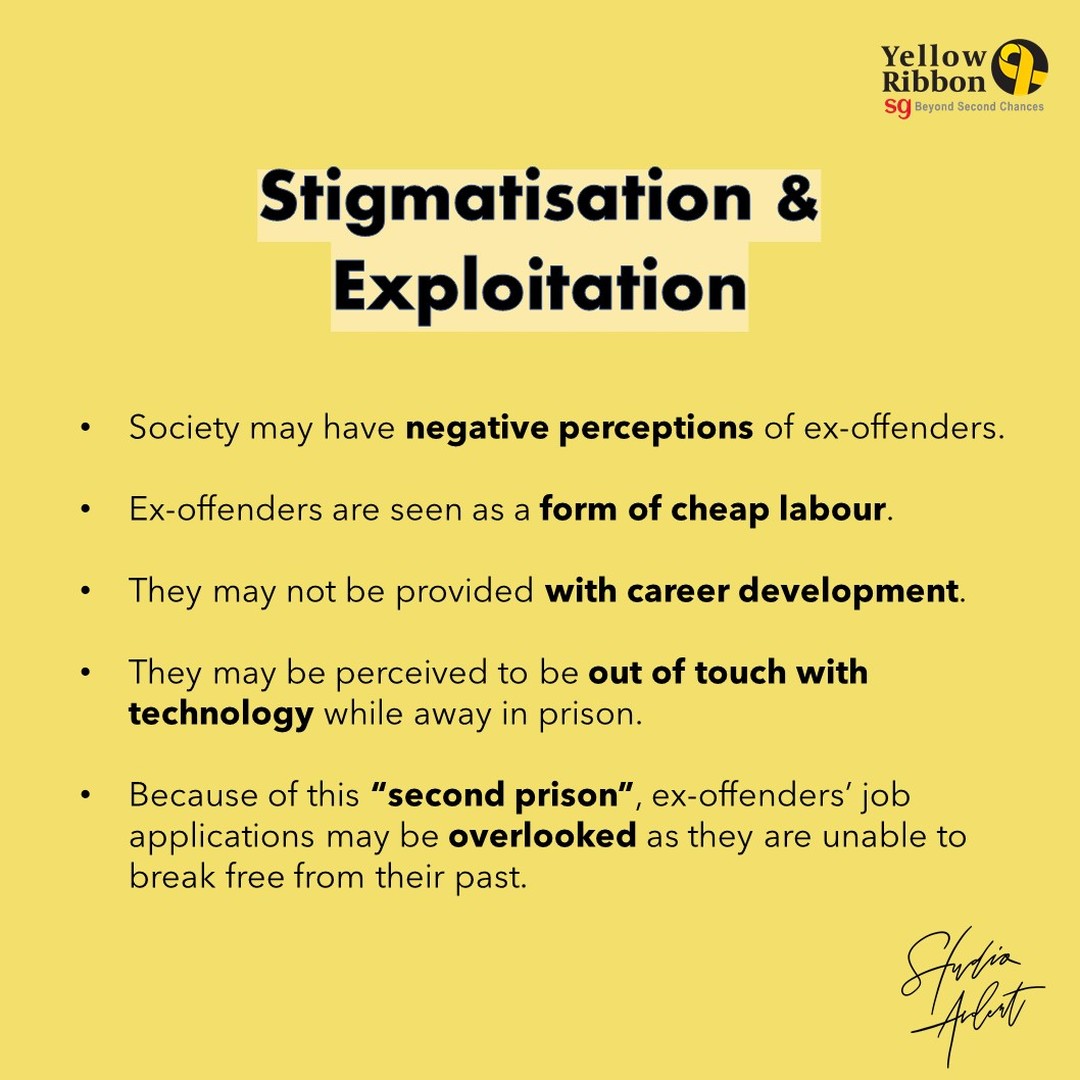 Yellow
Ribbon
sg Beyond Second Chances
Stigmatisation &
Exploitation
• Society may have negative perceptions of ex-offenders.
• Ex-offenders are seen as a form of cheap labour.
• They may not be provided with career development.
• They may be perceived to be out of touch with
technology while away in prison.
• Because of this “second prison”, ex-offenders’ job
applications may be overlooked as they are unable to
break free from their past.
Studio